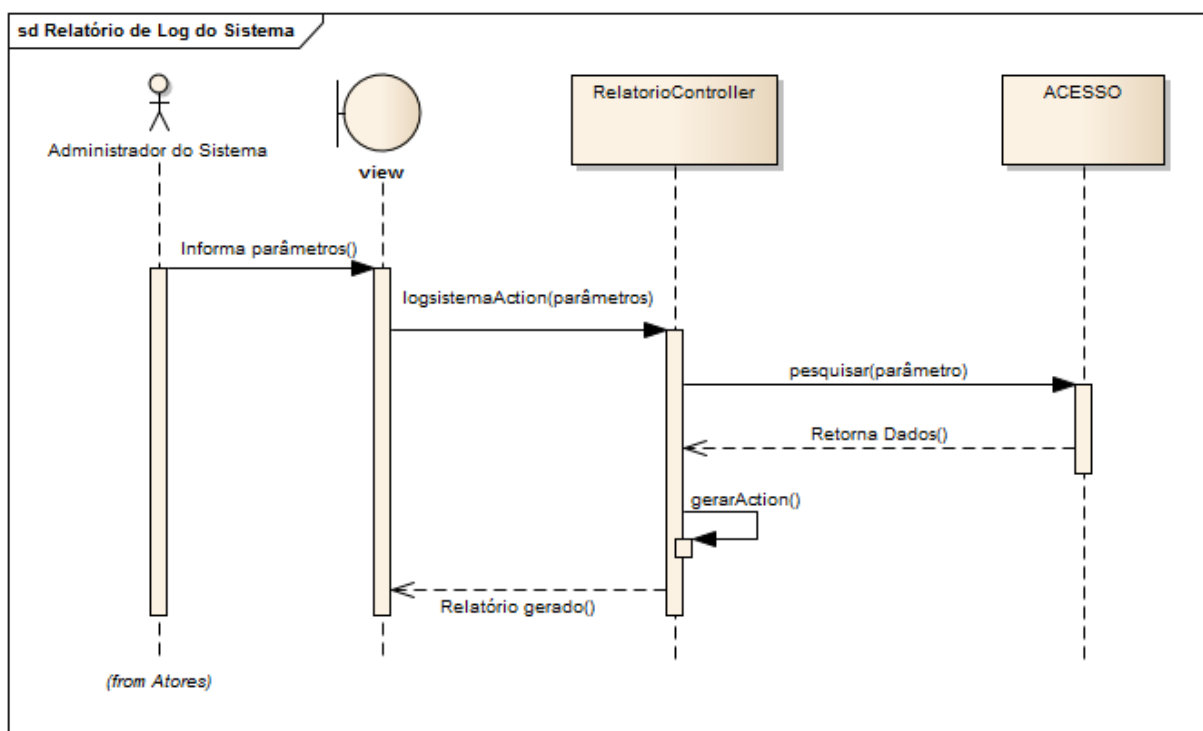 sd Relatório de Log do Sistema
Administrador do Sistema
view
RelatorioController
ACESSO
Informa parâmetros()
logsistemaAction(parâmetros)
pesquisar(parâmetro)
Retorna Dados()
gerarAction()
Relatório gerado()
(from Atores)